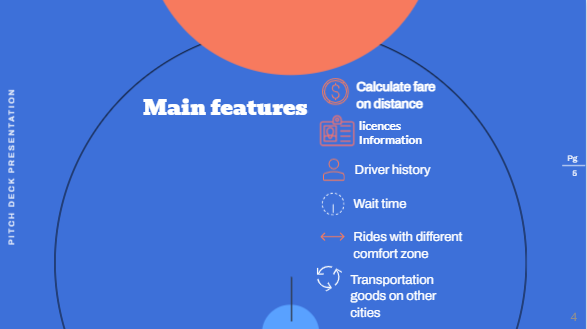 PITCH DECK PRESENTATION
Main features
Calculate fare
on distance
licences
Information
Driver history
Wait time
Rides with different
comfort zone
Transportation
goods on other
cities
Pg
5
4